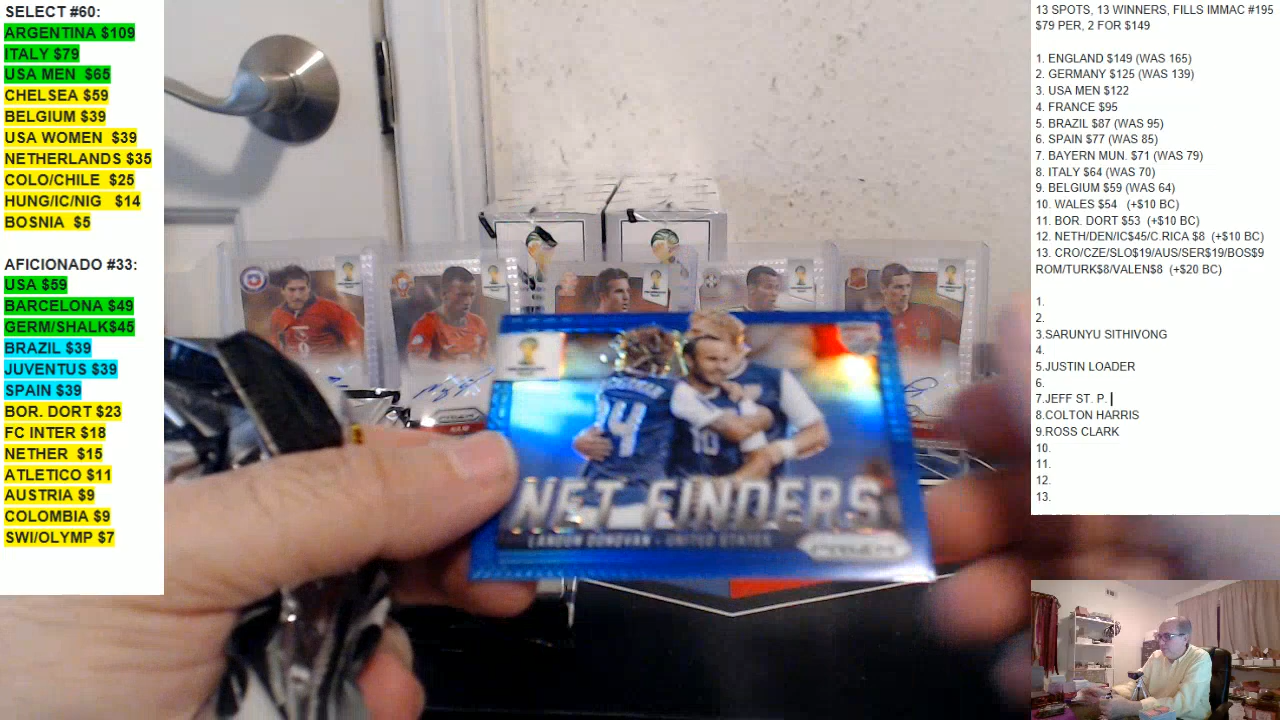 SELECT #60:
ARGENTINA $109
ITALY $79
USA MEN $65
CHELSEA $59
BELGIUM $39
USA WOMEN $39
NETHERLANDS $35
COLO/CHILE $25
HUNG/IC/NIG $14
BOSNIA $5
AFICIONADO #33:
USA $59
BARCELONA $49
GERM/SHALK$45
BRAZIL $39
JUVENTUS $39
SPAIN $39
BOR. DORT $23
FC INTER $18
NETHER $15
ATLETICO $11
AUSTRIA $9
COLOMBIA $9
SWI/OLYMP $7
14
10
NET FINDERS
LANDON DONOVAN - UNITED STATES
PRIZM
13 SPOTS, 13 WINNERS, FILLS IMMAC #195
$79 PER, 2 FOR $149
1. ENGLAND $149 (WAS 165)
2. GERMANY $125 (WAS 139)
3. USA MEN $122
4. FRANCE $95
5. BRAZIL $87 (WAS 95)
6. SPAIN $77 (WAS 85)
7. BAYERN MUN. $71 (WAS 79)
8. ITALY $64 (WAS 70)
9. BELGIUM $59 (WAS 64)
10. WALES $54 (+$10 BC)
11. BOR. DORT $53 (+$10 BC)
12. NETH/DEN/IC$45/C.RICA $8 (+$10 BC)
13. CRO/CZE/SLO$19/AUS/SER$19/BOS$9
ROM/TURK$8/VALEN$8 (+$20 BC)
1.
2.
3.SARUNYU SITHIVONG
4.
5.JUSTIN LOADER
6.
7.JEFF ST. P.
8.COLTON HARRIS
9.ROSS CLARK
10.
11.
12.
13.